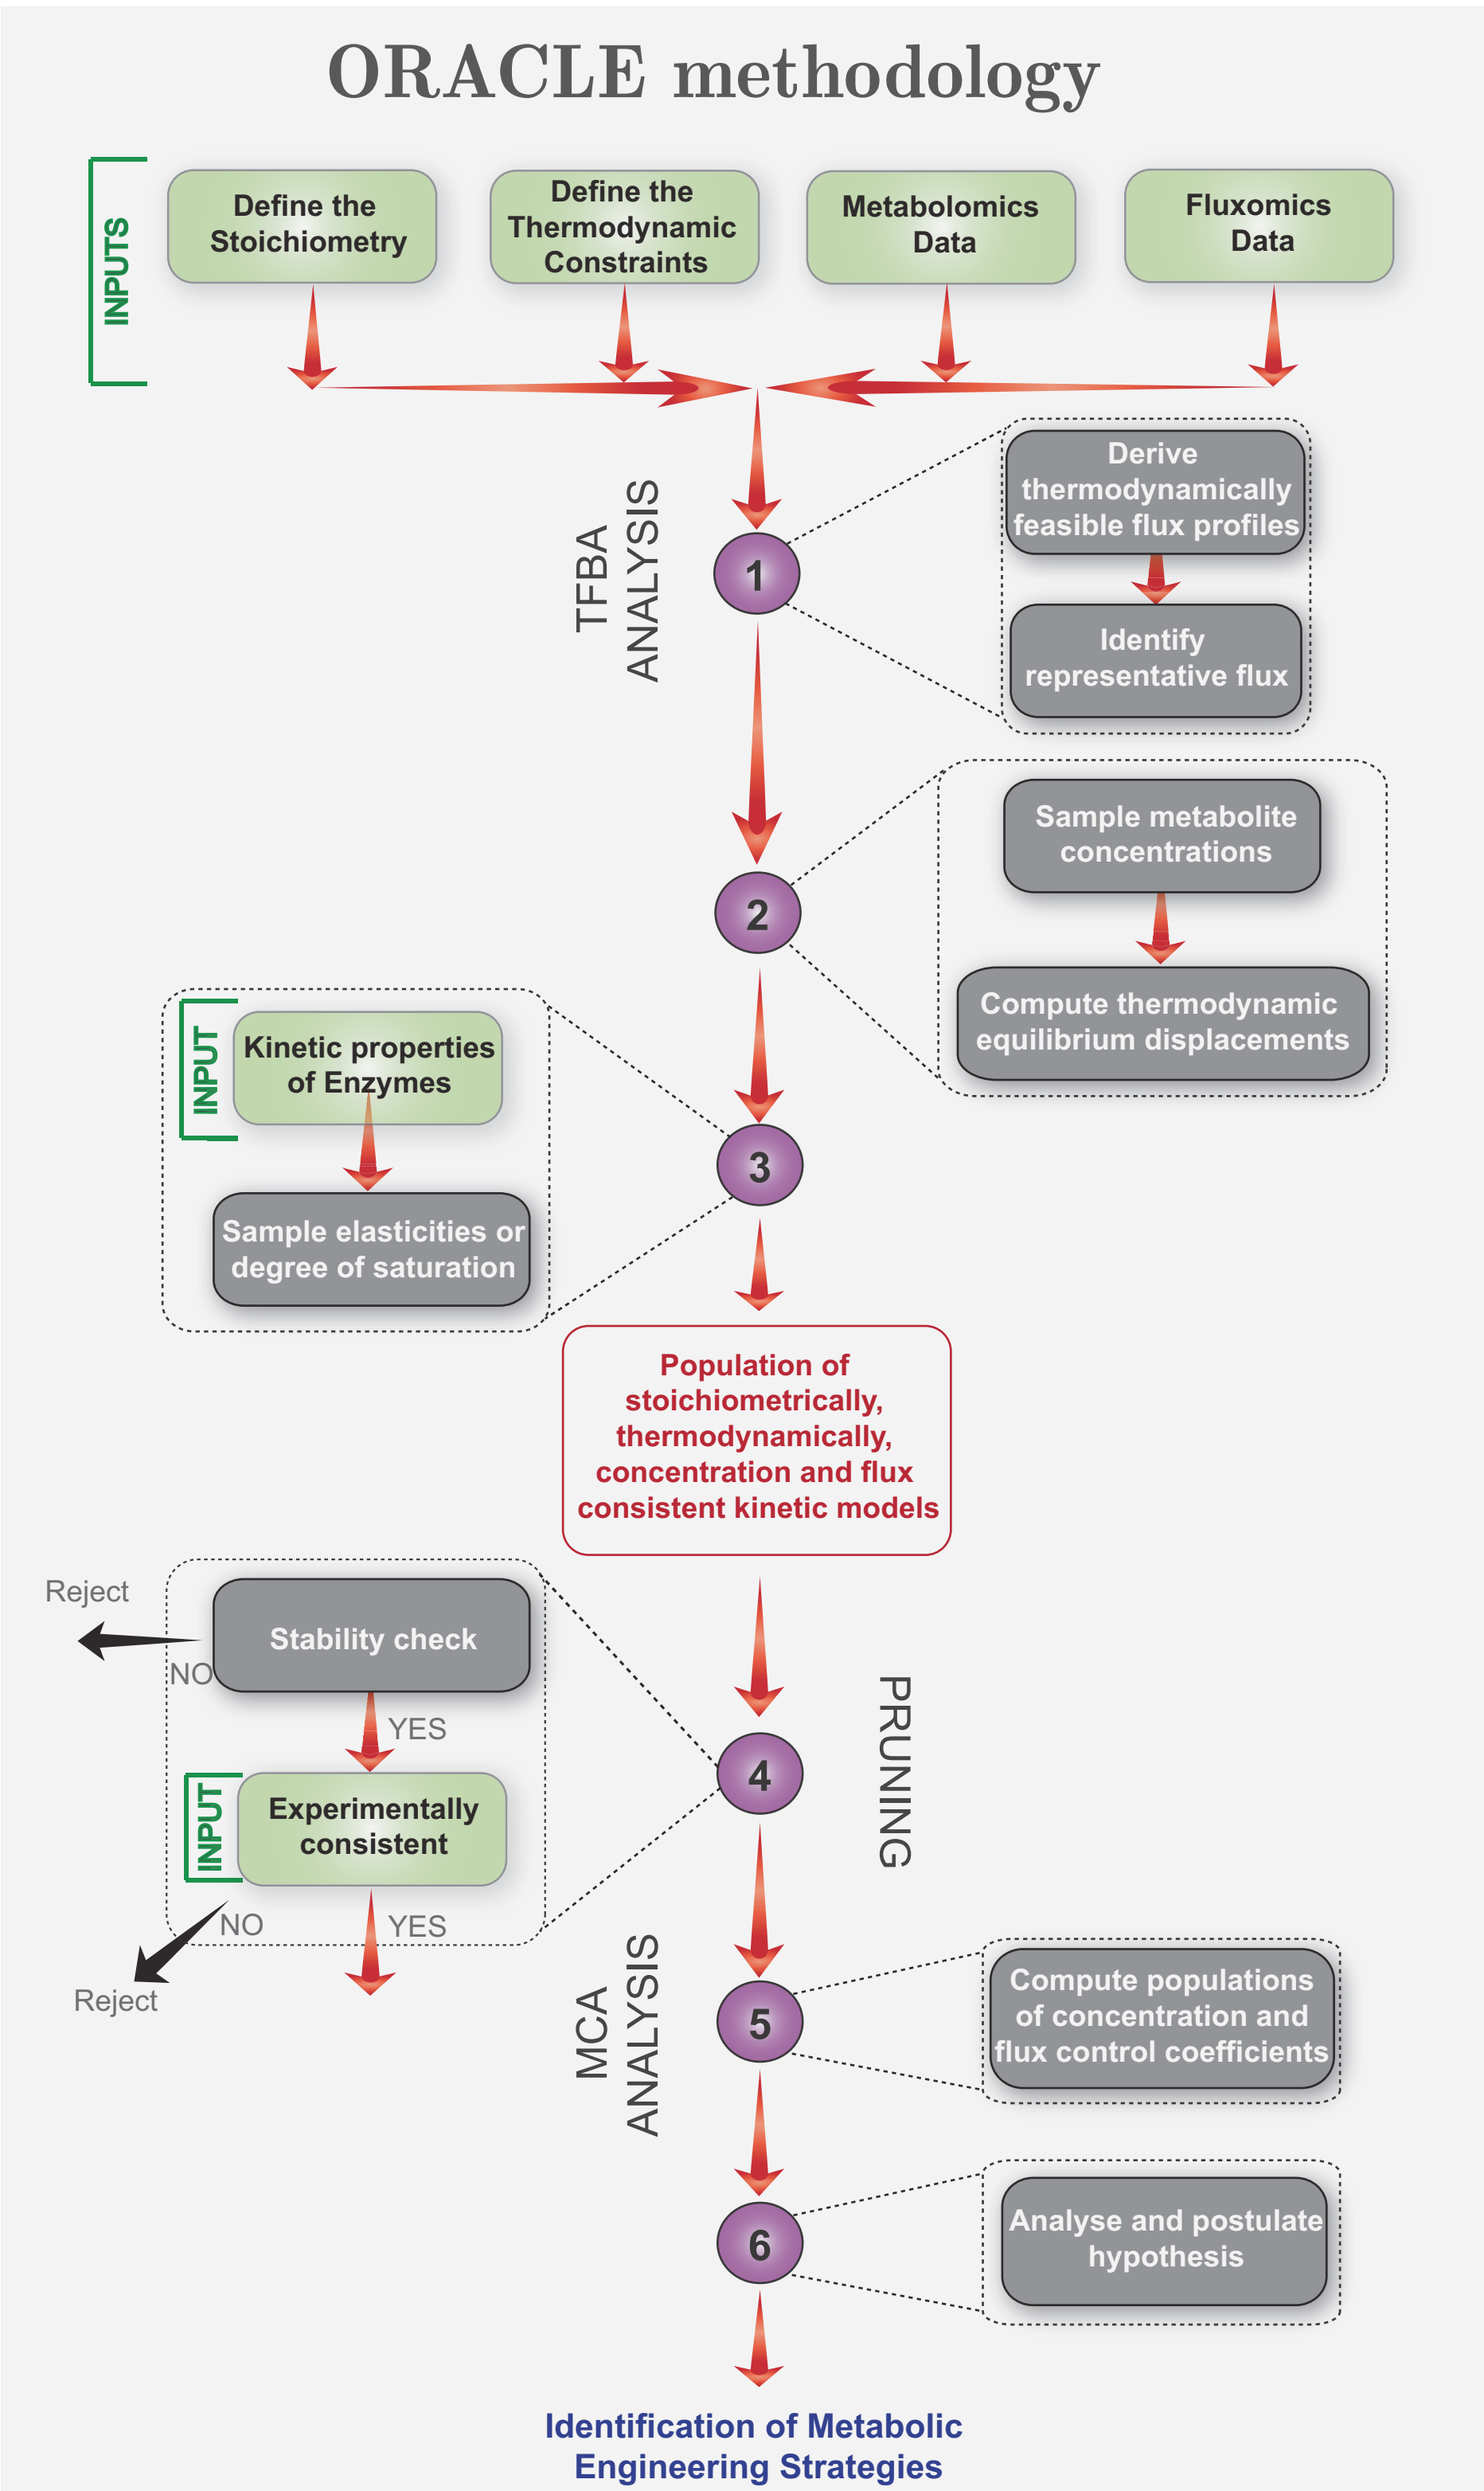 ORACLE methodology
INPUTS
Define the
Stoichiometry
Define the
Thermodynamic
Constraints
Metabolomics
Data
Fluxomics
Data
TFBA
ANALYSIS
1
Derive
thermodynamically
feasible flux profiles
Identify
representative flux
2
Sample metabolite
concentrations
Compute thermodynamic
equilibrium displacements
INPUT
Kinetic properties
of Enzymes
Sample elasticities or
degree of saturation
3
Population of
stoichiometrically,
thermodynamically,
concentration and flux
consistent kinetic models
Reject
NO
Stability check
YES
INPUT
Experimentally
consistent
NO
YES
Reject
4
PRUNING
MCA
ANALYSIS
5
Compute populations
of concentration and
flux control coefficients
6
Analyse and postulate
hypothesis
Identification of Metabolic
Engineering Strategies